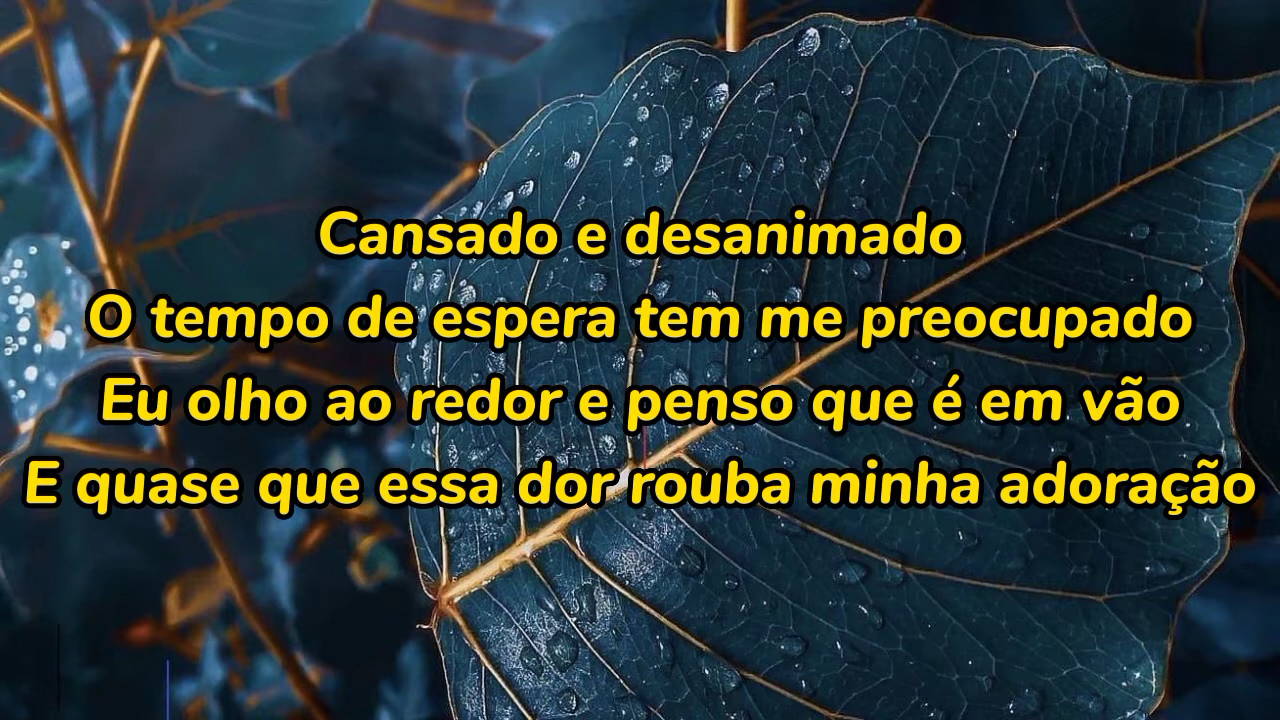 Cansado e desanimado
O tempo de espera tem me preocupado
Eu olho ao redor e penso que é em vão
E quase que essa dor rouba minha adoração